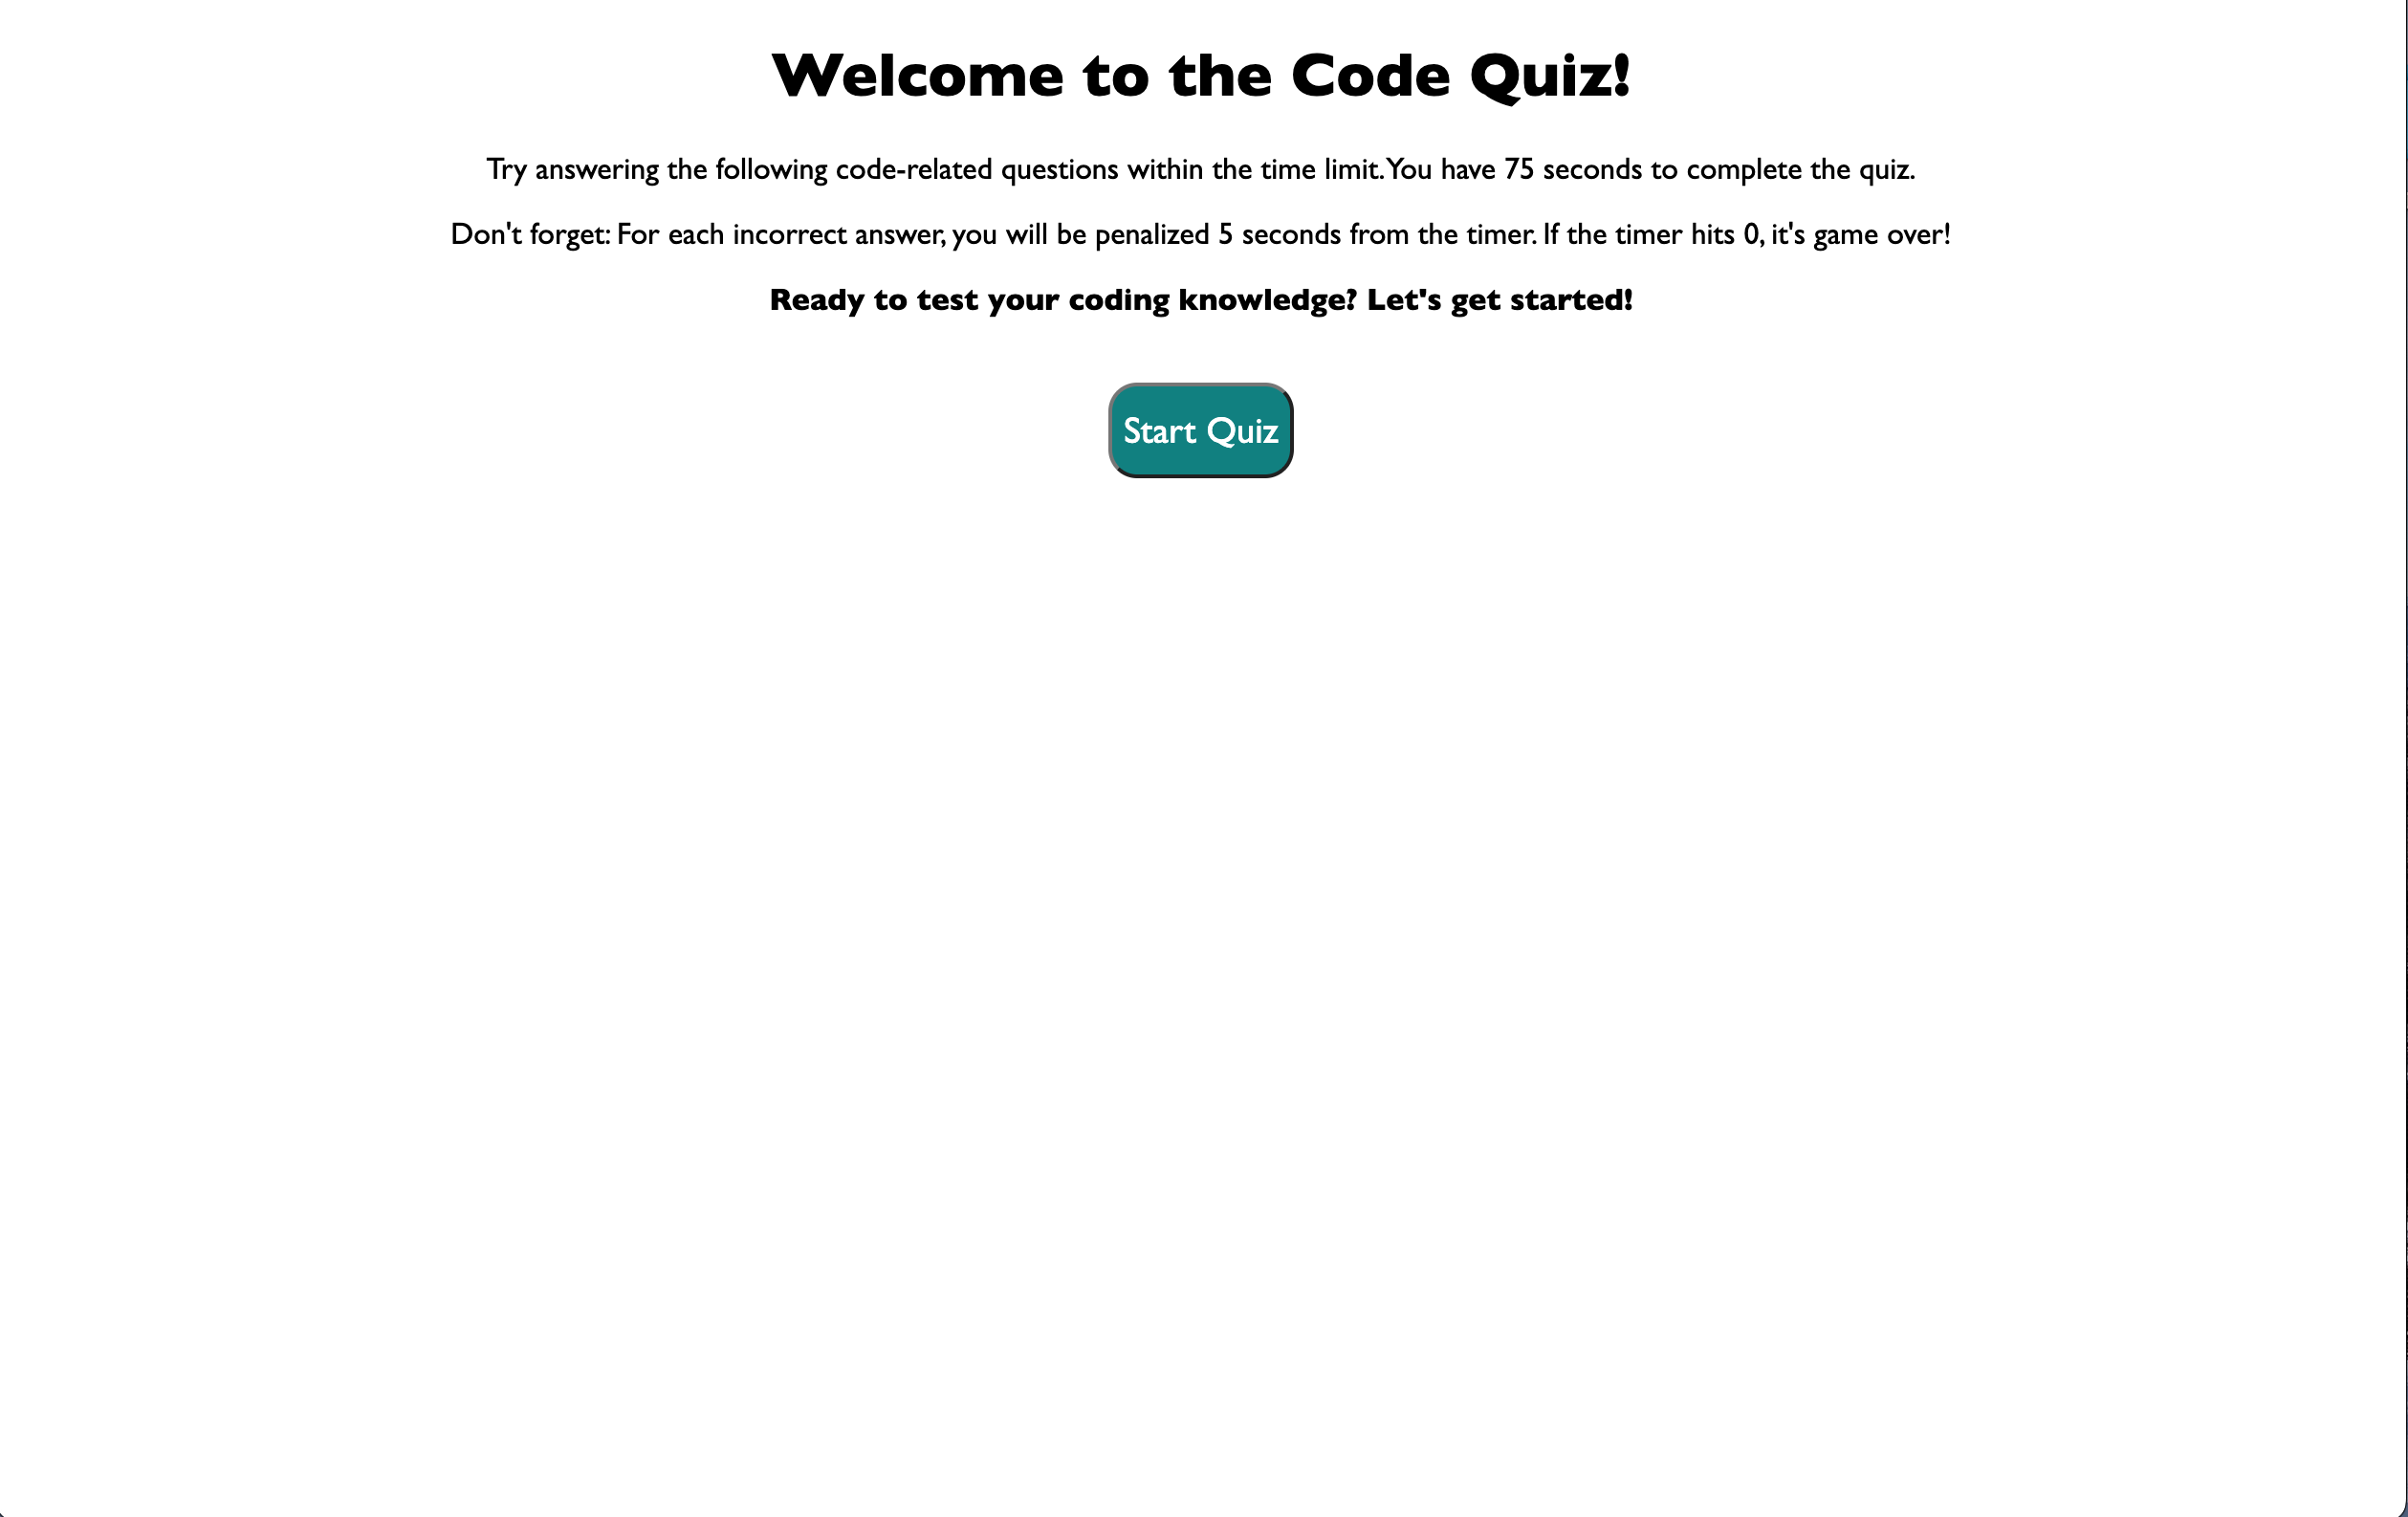 Welcome to the Code Quiz!
Try answering the following code-related questions within the time limit. You have 75 seconds to complete the quiz.
Don't forget: For each incorrect answer, you will be penalized 5 seconds from the timer. If the timer hits 0, it's game over!
Ready to test your coding knowledge? Let's get started!
Start Quiz